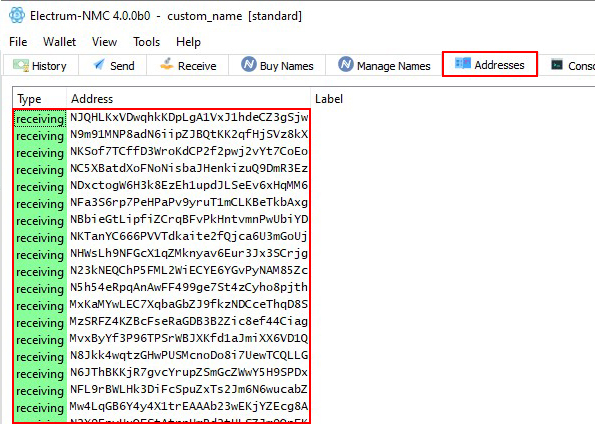 Electrum-NMC 4.0.0b0 - custom_name [standard]
File Wallet View Tools Help
History Send Receive Buy Names Manage Names Addresses Conso
Type Address Label
receiving NJQHLKxVDwqhkKDpLgA1VxJ1hdeCZ3gSjw
receiving N9m91MNP8adN6iipZJBQtKK2qfHjSVz8kX
receiving NKSof7TCffD3WroKdCP2f2pwj2vYt7CoEo
receiving NC5XBatdXoFNoNisbaJHenkizuQ9DmR3Ez
receiving NDxctogW6H3k8EzEh1updJLSeEv6xHqMM6
receiving NFa3S6rp7PeHPaPv9yruT1mCLKBeTkbAxg
receiving NBbieGtLipfiZCrqBFvPkHntvmnPwUbiYD
receiving NKTanYC666PVVTdkaite2fQjca6U3mGoUj
receiving NHWsLh9NFGcX1qZMknyav6Eur3Jx3SCrjg
receiving N23kNEQChP5FML2WiECYE6YGvPyNAM85Zc
receiving N5h54eRpqAnAwFF499ge7St4zCyho8pjth
receiving MxKaMYwLEC7XqbaGbZJ9fkzNDCceThqD8S
receiving MzSRFZ4KZBcFseRaGDB3B2Zic8ef44Ciag
receiving MvxByYf3P96TPSrWBJXKfd1aJmiXX6VD1Q
receiving N8Jkk4wqtzGHwPUSMcnoDo8i7UewTCQLLG
receiving N6JThBKKjR7gvcYrupZSmGcZWwY5H9SPDx
receiving NFL9rBWLHk3DiFcSpuZxTs2Jm6N6wucabZ
receiving Mw4LqGB6Y4y4X1trEAAAb23wEKjYZEcg8A
receiving